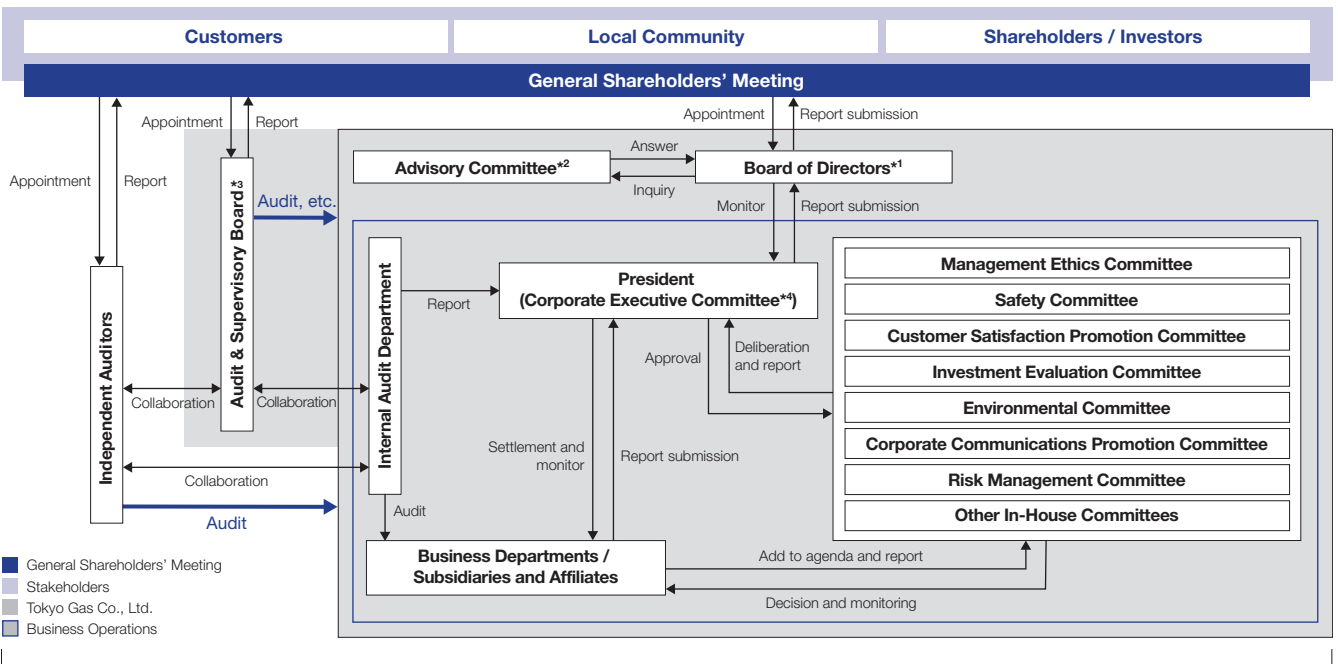 Customers
Local Community
Shareholders / Investors
General Shareholders' Meeting
Appointment
Report
Appointment
Report
Appointment
Report submission
Advisory Committee*2
Answer
Inquiry
Board of Directors*1
Audit & Supervisory Board*3
Audit, etc.
Monitor
Report submission
Independent Auditors
Internal Audit Department
Report
President
(Corporate Executive Committee*4)
Management Ethics Committee
Safety Committee
Customer Satisfaction Promotion Committee
Investment Evaluation Committee
Environmental Committee
Corporate Communications Promotion Committee
Risk Management Committee
Other In-House Committees
Approval
Deliberation
and report
Collaboration
Collaboration
Collaboration
Settlement and
monitor
Report submission
Audit
Audit
Business Departments /
Subsidiaries and Affiliates
Add to agenda and report
Decision and monitoring
General Shareholders' Meeting
Stakeholders
Tokyo Gas Co., Ltd.
Business Operations